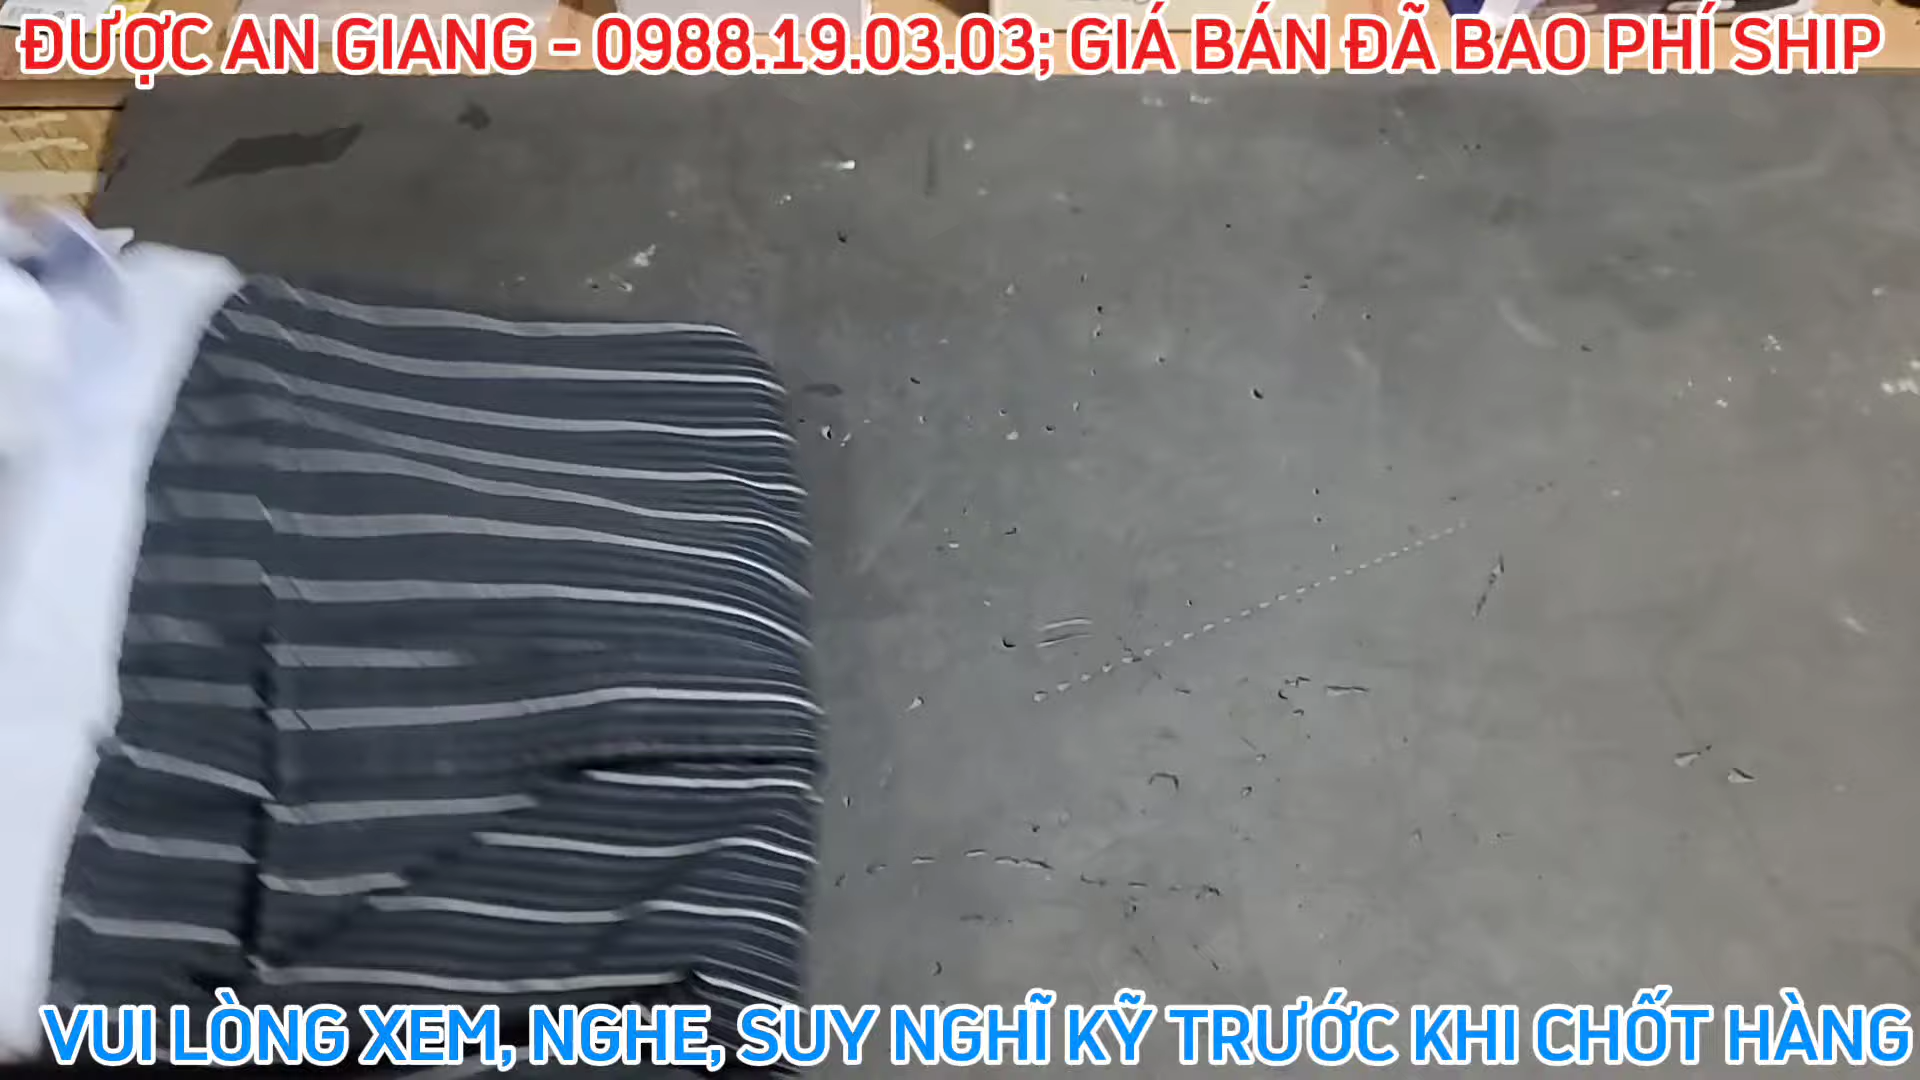 ĐƯỢC AN GIANG - 0988.19.03.03; GIÁ BÁN ĐÃ BAO PHÍ SHIP
VUI LÒNG XEM, NGHE, SUY NGHĨ KỸ TRƯỚC KHI CHỐT HÀNG